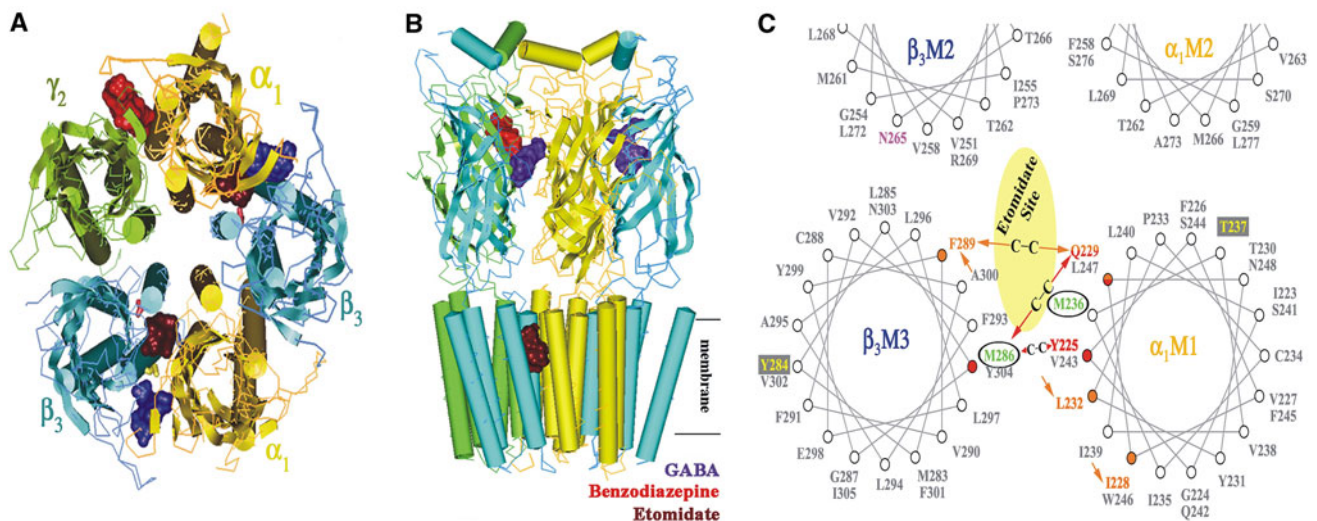 A
γ2
α1
β3
β3
α1
B
membrane
GABA
Benzodiazepine
Etomidate
C
L268
M261
G254
L272
N265
V258
V251
R269
T262
I255
P273
T266
β3M2
F258
S276
L269
T262
A273
M266
G259
L277
S270
V263
α1M2
Etomidate
Site
C-C
C-C
C-C
L285
N303
V292
C288
Y299
A295
Y284
V302
F291
E298
G287
I305
L294
M283
F301
V290
L297
M286
Y304
F293
A300
F289
L296
β3M3
Q229
L247
M236
Y225
V243
L232
I239
I228
W246
I235
G224
Q242
Y231
V238
V227
F245
C234
I223
S241
T230
N248
T237
F226
S244
P233
L240
α1M1